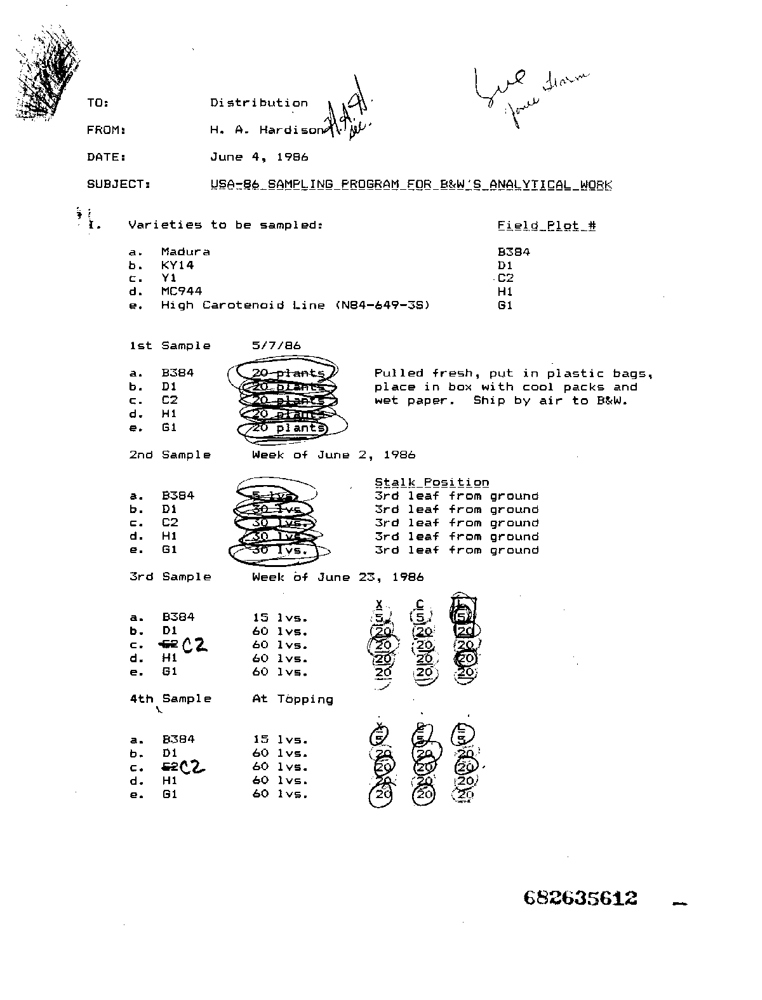 Sue
TO: Distribution
FROM: H. A. Hardison H.A.H. sec.
DATE: June 4, 1986
SUBJECT: USA-86 SAMPLING PROGRAM FOR B&W'S ANALYTICAL WORK
I. Varieties to be sampled: Field Plot #
a. Madura B384
b. KY14 D1
c. Y1 C2
d. MC944 H1
e. High Carotenoid Line (N84-649-3S) G1
1st Sample 5/7/86
a. B384 20 plants Pulled fresh, put in plastic bags,
b. D1 20 plants place in box with cool packs and
c. C2 20 plants wet paper. Ship by air to B&W.
d. H1 20 plants
e. G1 20 plants
2nd Sample Week of June 2, 1986
Stalk Position
a. B384 5 lvs. 3rd leaf from ground
b. D1 30 lvs 3rd leaf from ground
c. C2 30 lvs. 3rd leaf from ground
d. H1 30 lvs 3rd leaf from ground
e. G1 30 lvs. 3rd leaf from ground
3rd Sample Week of June 23, 1986
X C L
a. B384 15 lvs. 5 5 5
b. D1 60 lvs. 20 20 20
c. C2 60 lvs. 20 20 20
d. H1 60 lvs. 20 20 20
e. G1 60 lvs. 20 20 20
4th Sample At Topping
X C L
a. B384 15 lvs. 5 5 5
b. D1 60 lvs. 20 20 20
c. C2 60 lvs. 20 20 20
d. H1 60 lvs. 20 20 20
e. G1 60 lvs. 20 20 20
682635612